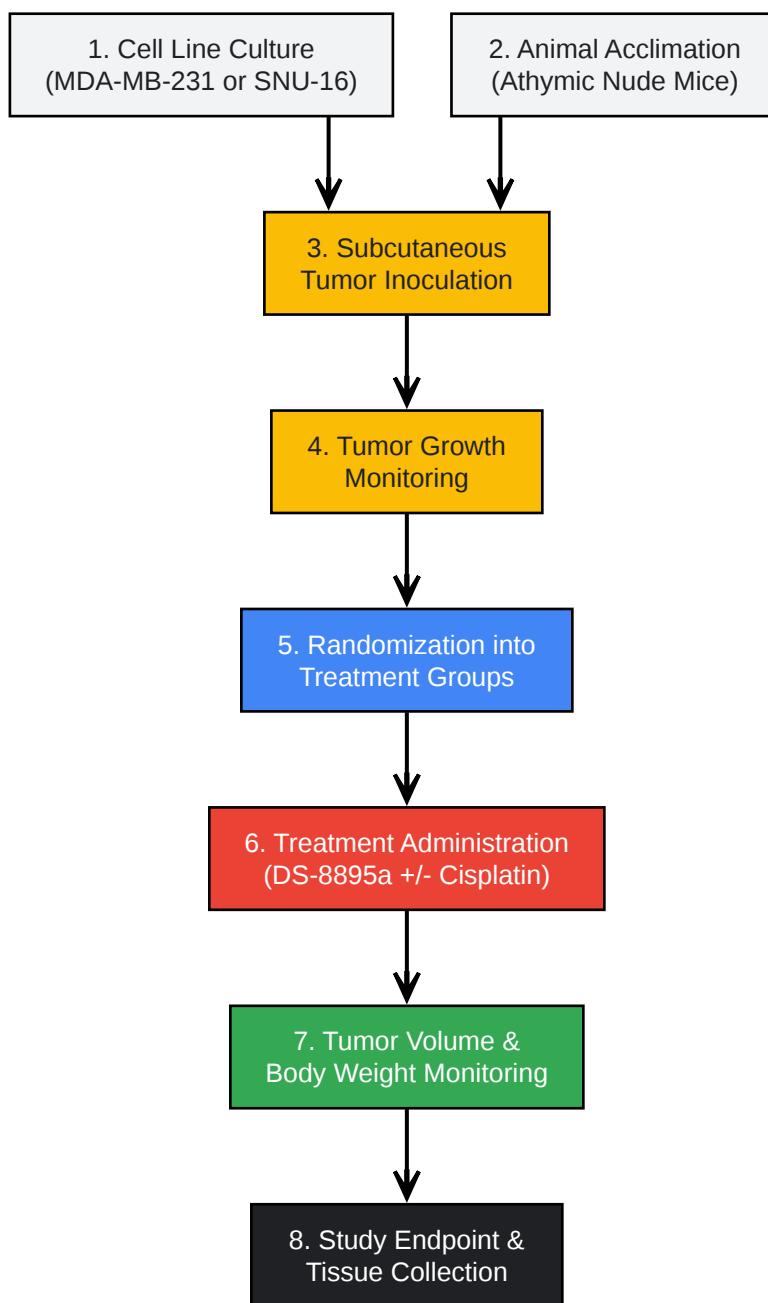 1. Cell Line Culture
(MDA-MB-231 or SNU-16)
2. Animal Acclimation
(Athymic Nude Mice)
3. Subcutaneous
Tumor Inoculation
4. Tumor Growth
Monitoring
5. Randomization into
Treatment Groups
6. Treatment Administration
(DS-8895a +/- Cisplatin)
7. Tumor Volume &
Body Weight Monitoring
8. Study Endpoint &
Tissue Collection